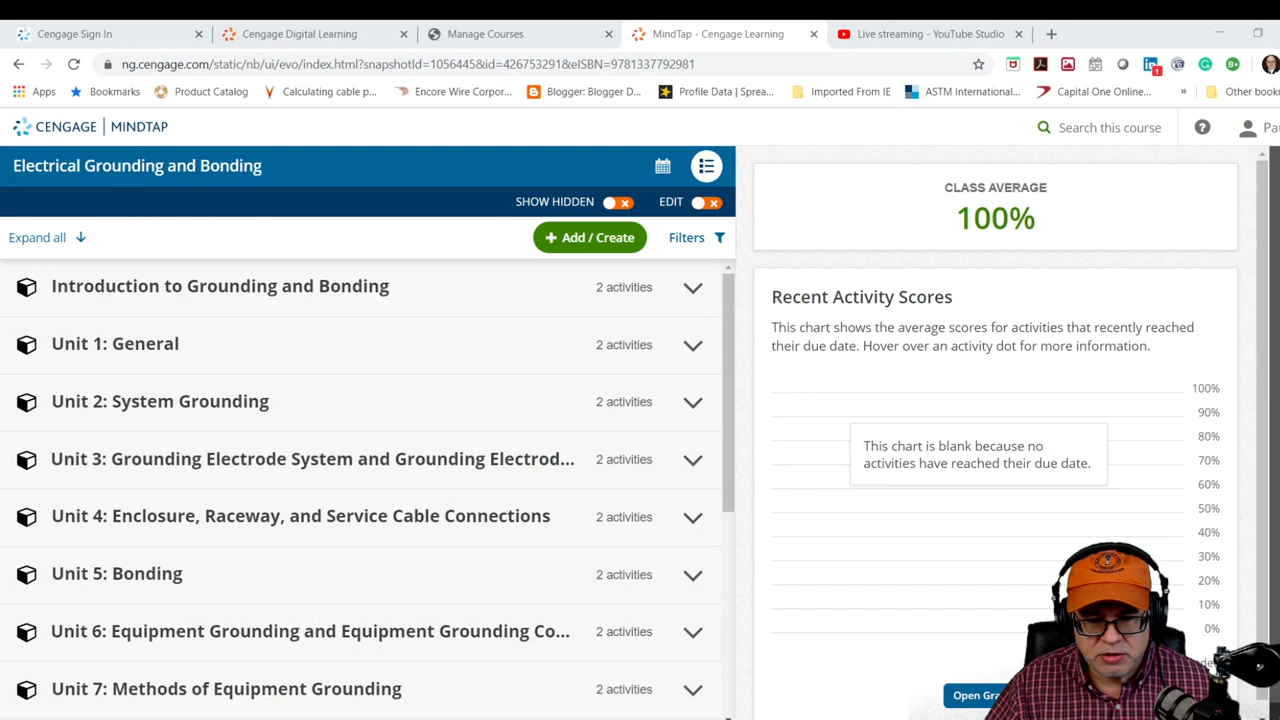 Cengage Sign In
Cengage Digital Learning
Manage Courses
MindTap - Cengage Learning
Live streaming - YouTube Studio
ng.cengage.com/static/nb/ui/evo/index.html?snapshotId=1056445&id=426753291&eISBN=9781337792981
1
Apps
Bookmarks
Product Catalog
Calculating cable p...
Encore Wire Corpor...
Blogger: Blogger D...
Profile Data | Sprea...
Imported From IE
ASTM International...
Capital One Online...
»
Other book
CENGAGE | MINDTAP
Search this course
Pa
Electrical Grounding and Bonding
SHOW HIDDEN
EDIT
Expand all
+ Add / Create
Filters
Introduction to Grounding and Bonding 2 activities
Unit 1: General 2 activities
Unit 2: System Grounding 2 activities
Unit 3: Grounding Electrode System and Grounding Electrod... 2 activities
Unit 4: Enclosure, Raceway, and Service Cable Connections 2 activities
Unit 5: Bonding 2 activities
Unit 6: Equipment Grounding and Equipment Grounding Co... 2 activities
Unit 7: Methods of Equipment Grounding 2 activities
CLASS AVERAGE
100%
Recent Activity Scores
This chart shows the average scores for activities that recently reached
their due date. Hover over an activity dot for more information.
100%
90%
80%
70%
60%
50%
40%
30%
20%
10%
0%
This chart is blank because no
activities have reached their due date.
Open Gra